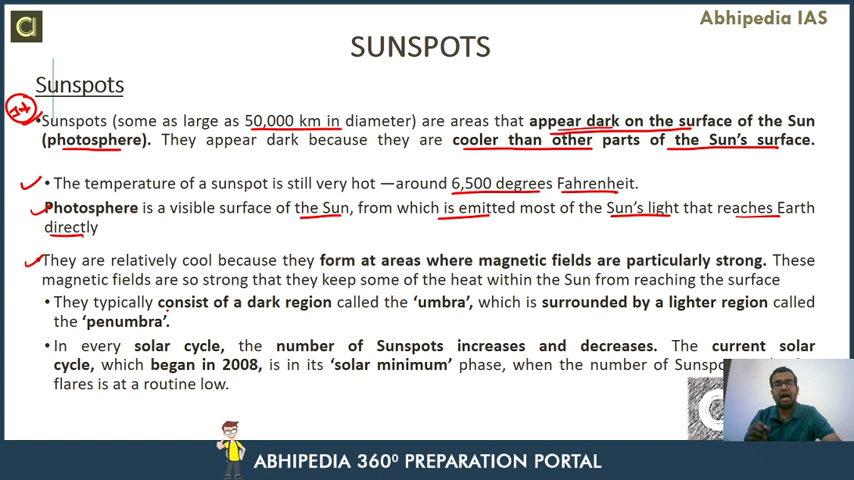 Abhipedia IAS
SUNSPOTS
Sunspots
Sunspots (some as large as 50,000 km in diameter) are areas that appear dark on the surface of the Sun
(photosphere). They appear dark because they are cooler than other parts of the Sun's surface.
• The temperature of a sunspot is still very hot —around 6,500 degrees Fahrenheit.
Photosphere is a visible surface of the Sun, from which is emitted most of the Sun's light that reaches Earth
directly
They are relatively cool because they form at areas where magnetic fields are particularly strong. These
magnetic fields are so strong that they keep some of the heat within the Sun from reaching the surface
• They typically consist of a dark region called the 'umbra', which is surrounded by a lighter region called
the 'penumbra'.
• In every solar cycle, the number of Sunspots increases and decreases. The current solar
cycle, which began in 2008, is in its 'solar minimum' phase, when the number of
flares is at a routine low.
ABHIPEDIA 360⁰ PREPARATION PORTAL